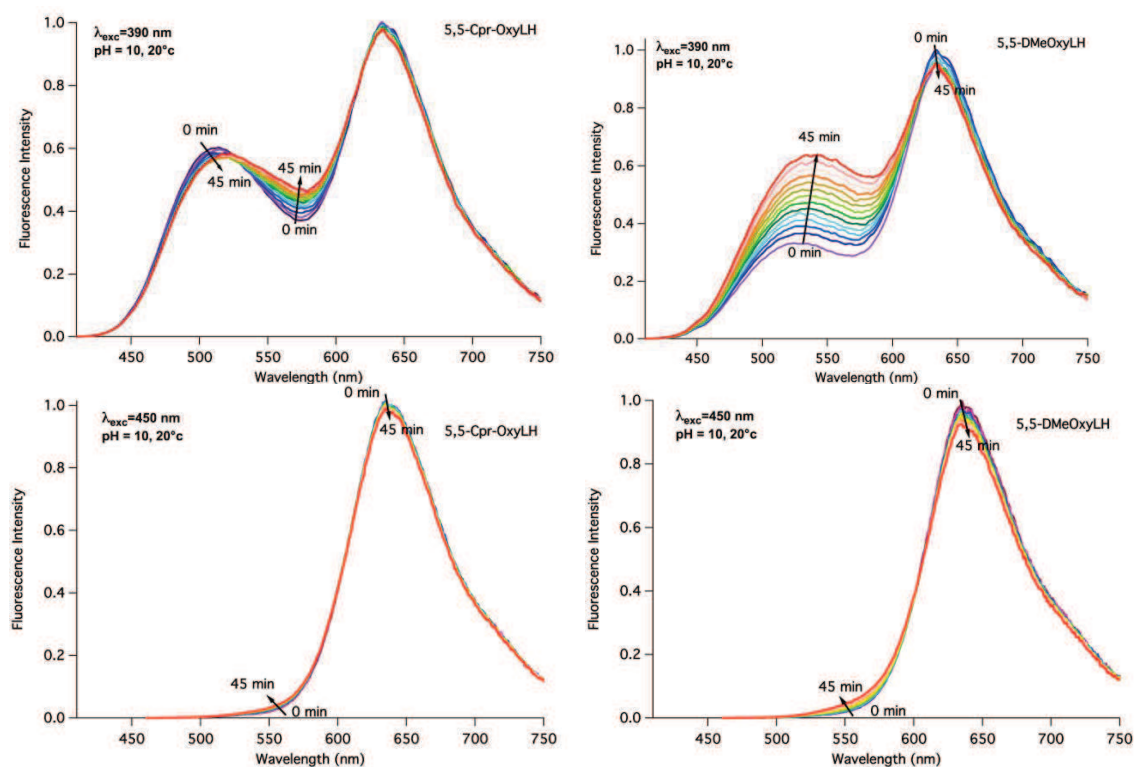 λexc=390 nm
pH = 10, 20°c
5,5-Cpr-OxyLH
0 min
45 min
45 min
0 min
Fluorescence Intensity
1.0
0.8
0.6
0.4
0.2
0.0
450 500 550 600 650 700 750
Wavelength (nm)
λexc=390 nm
pH = 10, 20°c
5,5-DMeOxyLH
0 min
45 min
45 min
0 min
Fluorescence Intensity
1.0
0.8
0.6
0.4
0.2
0.0
450 500 550 600 650 700 750
Wavelength (nm)
λexc=450 nm
pH = 10, 20°c
5,5-Cpr-OxyLH
0 min
45 min
45 min
0 min
Fluorescence Intensity
1.0
0.8
0.6
0.4
0.2
0.0
450 500 550 600 650 700 750
Wavelength (nm)
λexc=450 nm
pH = 10, 20°c
5,5-DMeOxyLH
0 min
45 min
45 min
0 min
Fluorescence Intensity
1.0
0.8
0.6
0.4
0.2
0.0
450 500 550 600 650 700 750
Wavelength (nm)